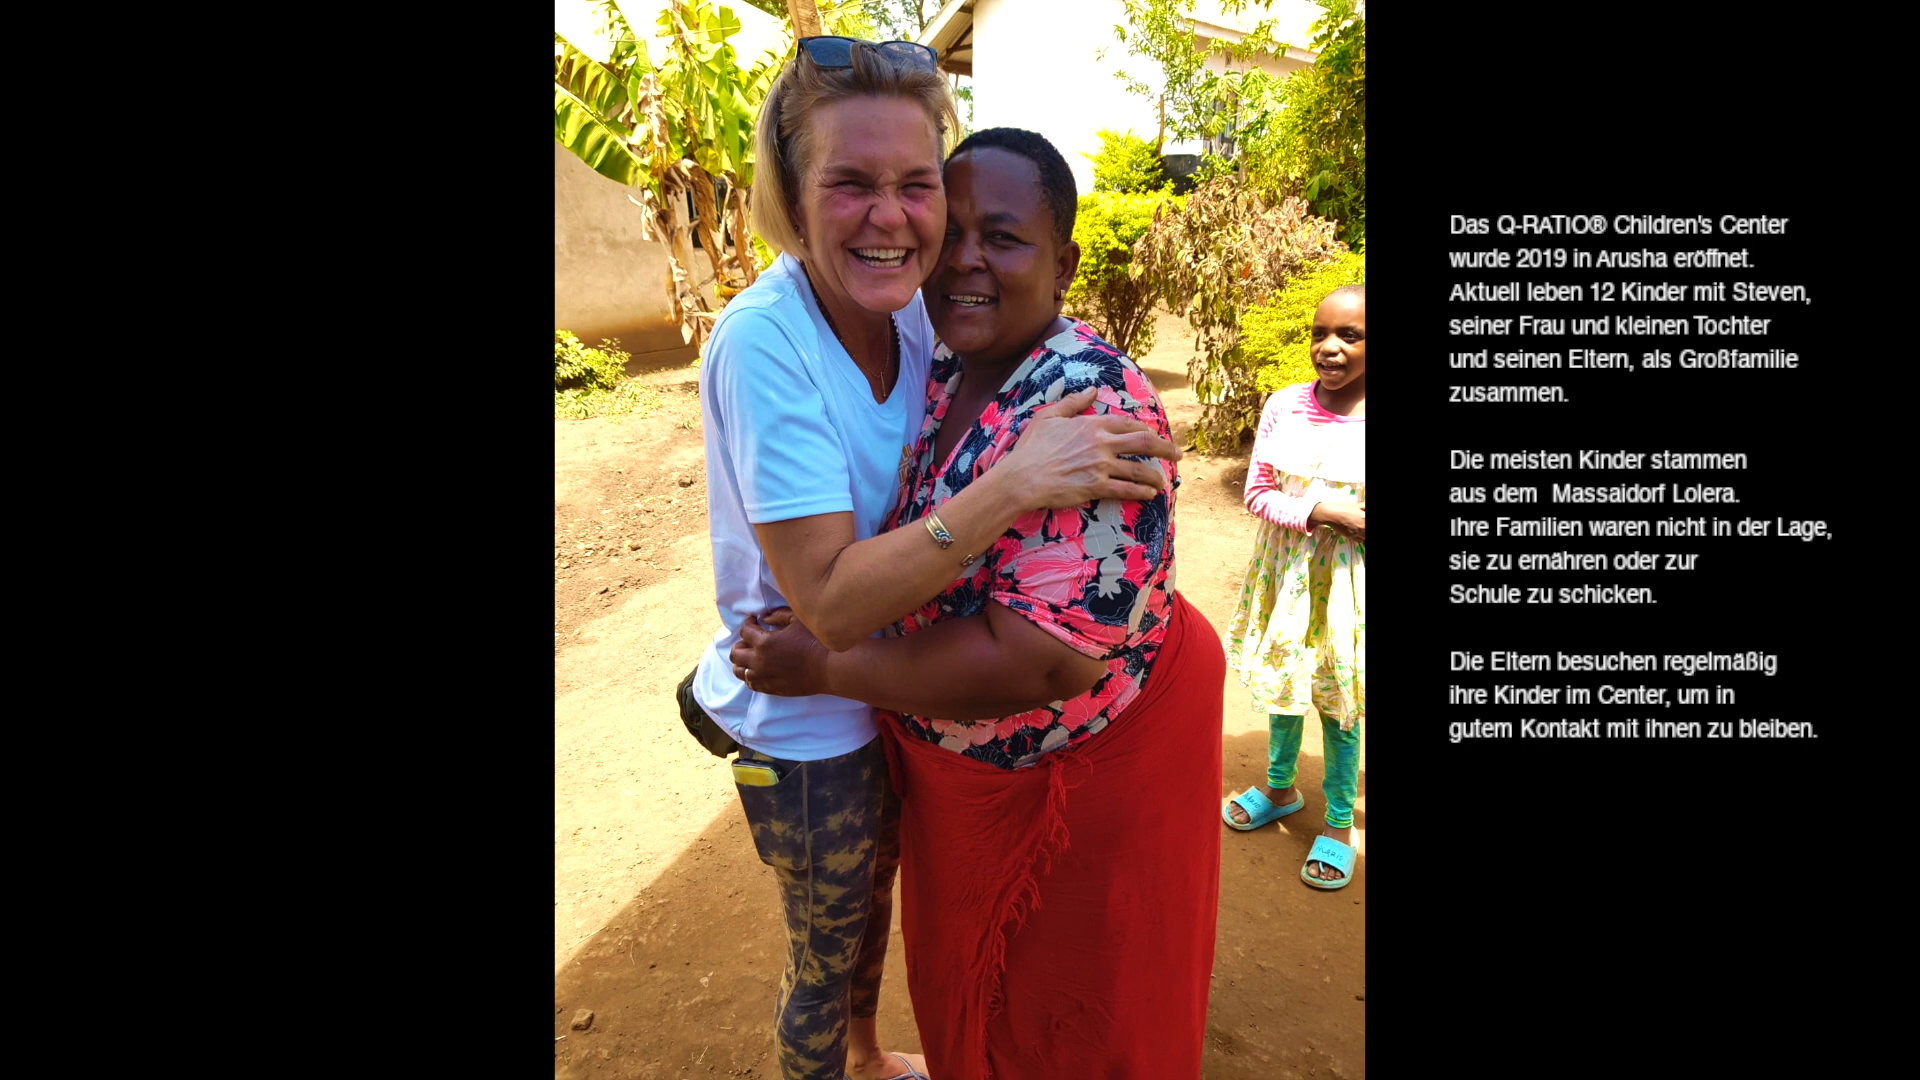 Das Q-RATIO® Children's Center
wurde 2019 in Arusha eröffnet.
Aktuell leben 12 Kinder mit Steven,
seiner Frau und kleinen Tochter
und seinen Eltern, als Großfamilie
zusammen.
Die meisten Kinder stammen
aus dem  Massaidorf Lolera.
Ihre Familien waren nicht in der Lage,
sie zu ernähren oder zur
Schule zu schicken.
Die Eltern besuchen regelmäßig
ihre Kinder im Center, um in
gutem Kontakt mit ihnen zu bleiben.